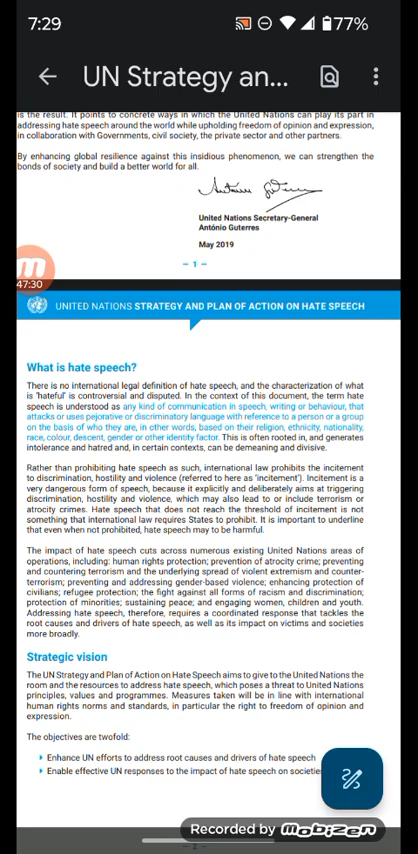 7:29
77%
UN Strategy an...
is the result. It points to concrete ways in which the United Nations can play its part in
addressing hate speech around the world while upholding freedom of opinion and expression,
in collaboration with Governments, civil society, the private sector and other partners.
By enhancing global resilience against this insidious phenomenon, we can strengthen the
bonds of society and build a better world for all.
United Nations Secretary-General
António Guterres
May 2019
– 1 –
47:30
UNITED NATIONS STRATEGY AND PLAN OF ACTION ON HATE SPEECH
What is hate speech?
There is no international legal definition of hate speech, and the characterization of what
is 'hateful' is controversial and disputed. In the context of this document, the term hate
speech is understood as any kind of communication in speech, writing or behaviour, that
attacks or uses pejorative or discriminatory language with reference to a person or a group
on the basis of who they are, in other words, based on their religion, ethnicity, nationality,
race, colour, descent, gender or other identity factor. This is often rooted in, and generates
intolerance and hatred and, in certain contexts, can be demeaning and divisive.
Rather than prohibiting hate speech as such, international law prohibits the incitement
to discrimination, hostility and violence (referred to here as 'incitement'). Incitement is a
very dangerous form of speech, because it explicitly and deliberately aims at triggering
discrimination, hostility and violence, which may also lead to or include terrorism or
atrocity crimes. Hate speech that does not reach the threshold of incitement is not
something that international law requires States to prohibit. It is important to underline
that even when not prohibited, hate speech may to be harmful.
The impact of hate speech cuts across numerous existing United Nations areas of
operations, including: human rights protection; prevention of atrocity crime; preventing
and countering terrorism and the underlying spread of violent extremism and counter-
terrorism; preventing and addressing gender-based violence; enhancing protection of
civilians; refugee protection; the fight against all forms of racism and discrimination;
protection of minorities; sustaining peace; and engaging women, children and youth.
Addressing hate speech, therefore, requires a coordinated response that tackles the
root causes and drivers of hate speech, as well as its impact on victims and societies
more broadly.
Strategic vision
The UN Strategy and Plan of Action on Hate Speech aims to give to the United Nations the
room and the resources to address hate speech, which poses a threat to United Nations
principles, values and programmes. Measures taken will be in line with international
human rights norms and standards, in particular the right to freedom of opinion and
expression.
The objectives are twofold:
Enhance UN efforts to address root causes and drivers of hate speech
Enable effective UN responses to the impact of hate speech on societies
Recorded by mobizen
– 2 –